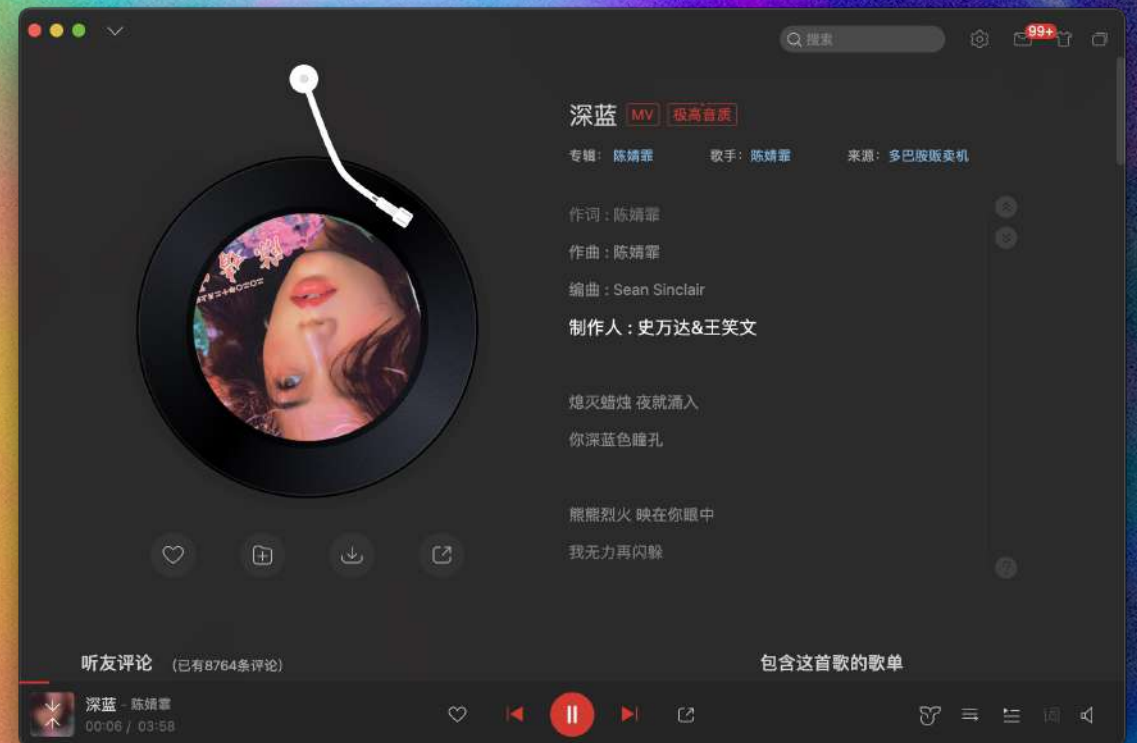 搜索
99+
深蓝 MV 极高音质
专辑： 陈婧霏 歌手： 陈婧霏 来源： 多巴胺贩卖机
作词 : 陈婧霏
作曲 : 陈婧霏
编曲 : Sean Sinclair
制作人 : 史万达&王笑文
熄灭蜡烛 夜就涌入
你深蓝色瞳孔
熊熊烈火 映在你眼中
我无力再闪躲
听友评论 (已有8764条评论)
包含这首歌的歌单
深蓝 - 陈婧霏
00:06 / 03:58
词